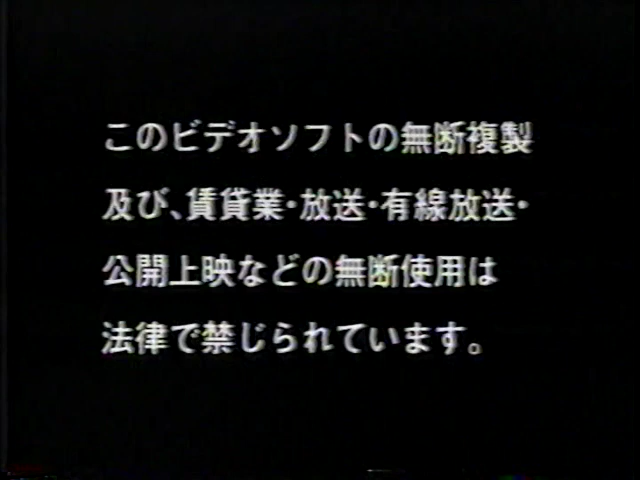 このビデオソフトの無断複製
及び、賃貸業・放送・有線放送・
公開上映などの無断使用は
法律で禁じられています。